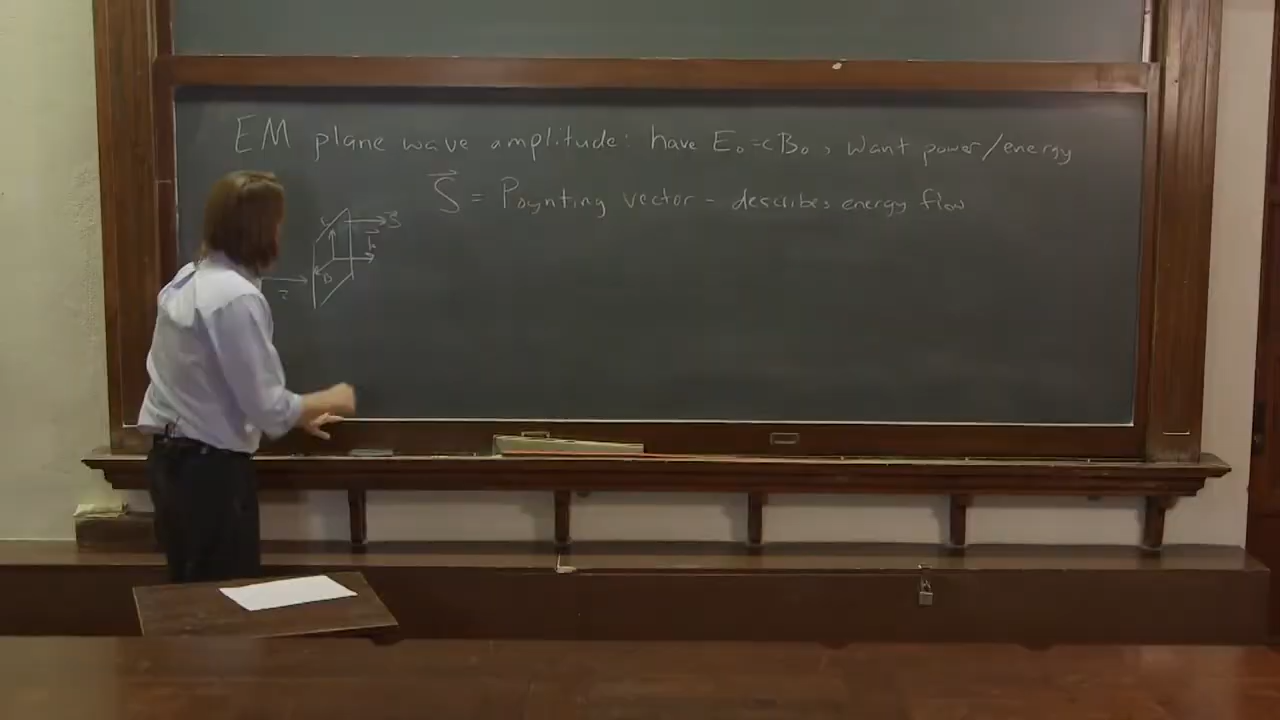 EM plane wave amplitude: have E₀=cB₀, want power/energy
S⃗ = Poynting vector - describes energy flow
S⃗
B